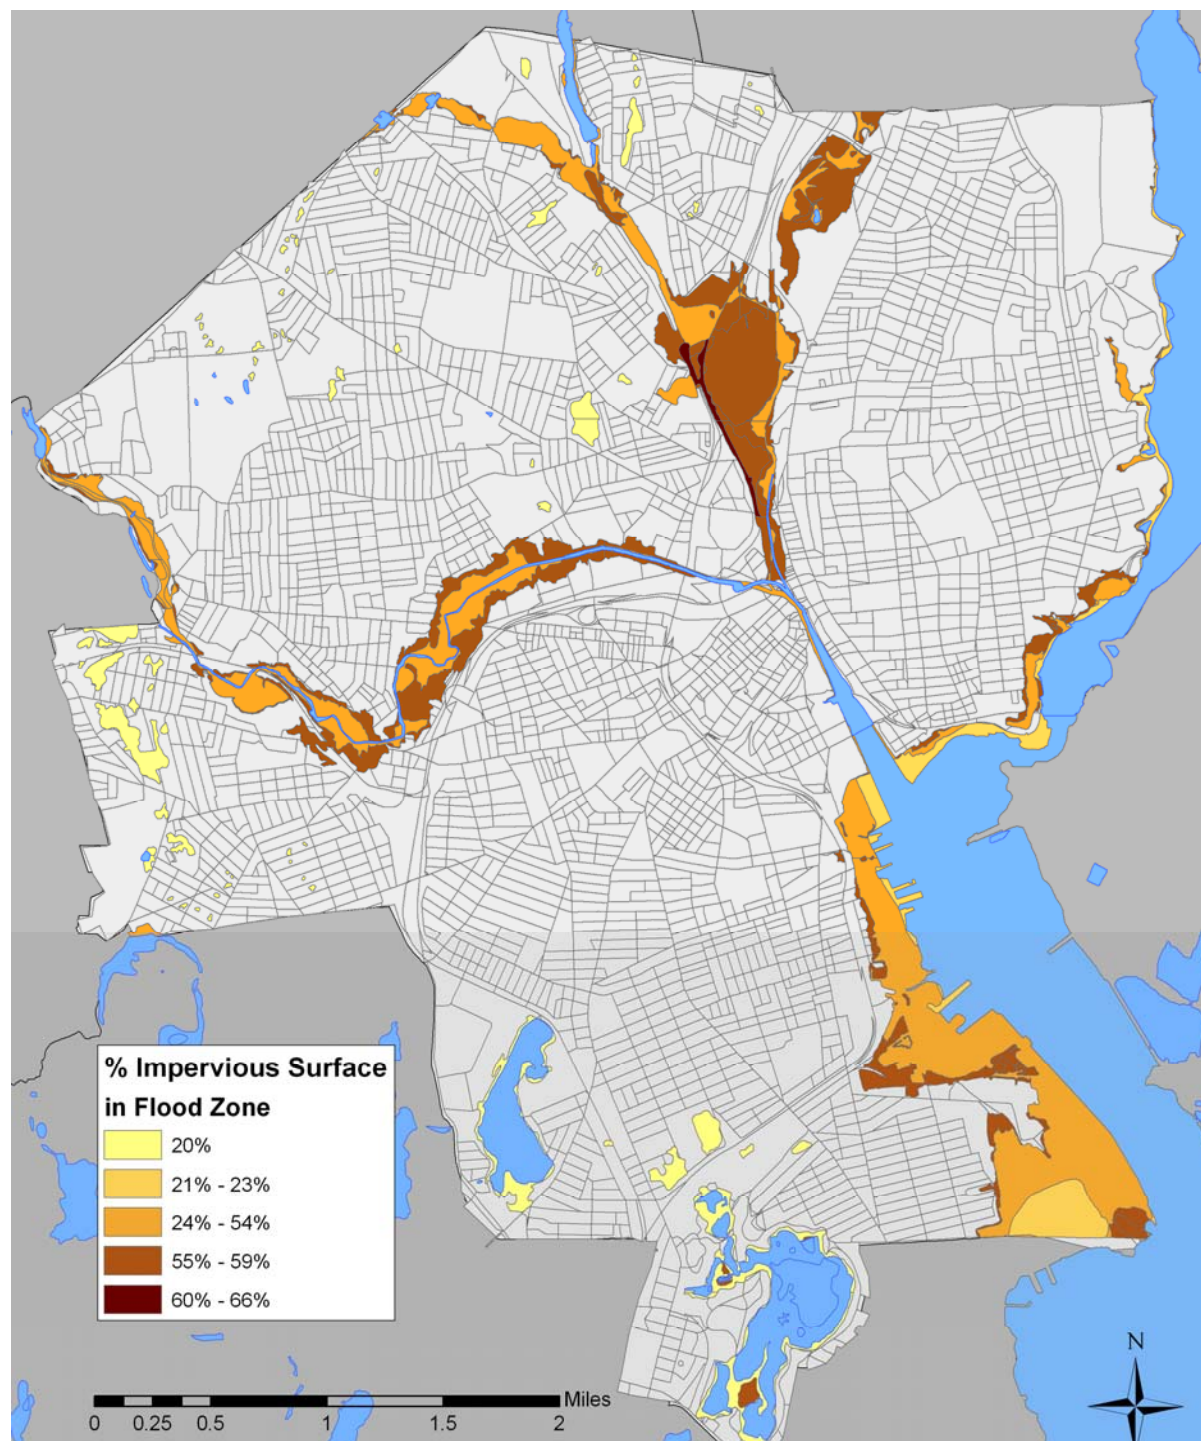 % Impervious Surface
in Flood Zone
20%
21% - 23%
24% - 54%
55% - 59%
60% - 66%
N
Miles
0 0.25 0.5 1 1.5 2